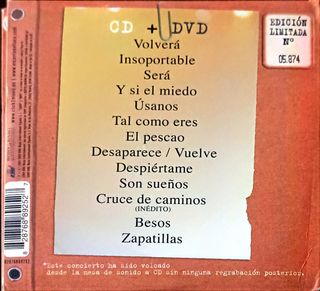 CD + DVD
EDICIÓN
LIMITADA
Nº
05.874
Volverá
Insoportable
Será
Y si el miedo
Úsanos
Tal como eres
El pescao
Desaparece / Vuelve
Despiértame
Son sueños
Cruce de caminos
(INÉDITO)
Besos
Zapatillas
*Este concierto ha sido volcado
desde la mesa de sonido a CD sin ninguna regrabación posterior.